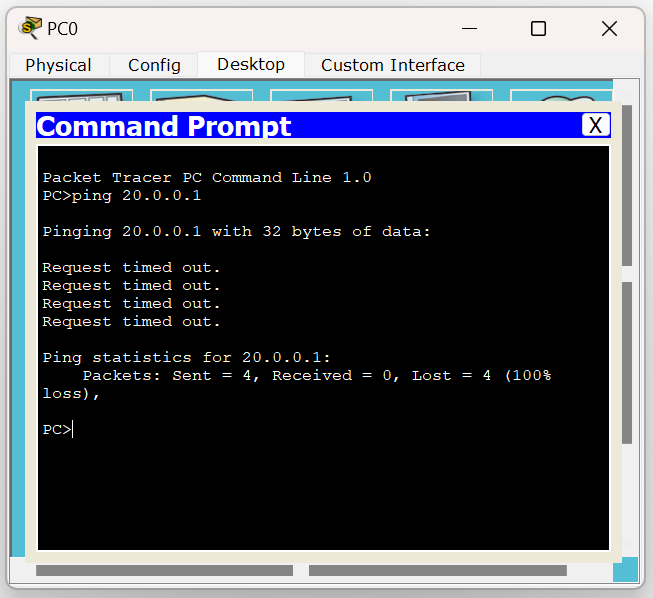 PC0
Physical Config Desktop Custom Interface
Command Prompt X
Packet Tracer PC Command Line 1.0
PC>ping 20.0.0.1
Pinging 20.0.0.1 with 32 bytes of data:
Request timed out.
Request timed out.
Request timed out.
Request timed out.
Ping statistics for 20.0.0.1:
    Packets: Sent = 4, Received = 0, Lost = 4 (100%
loss),
PC>